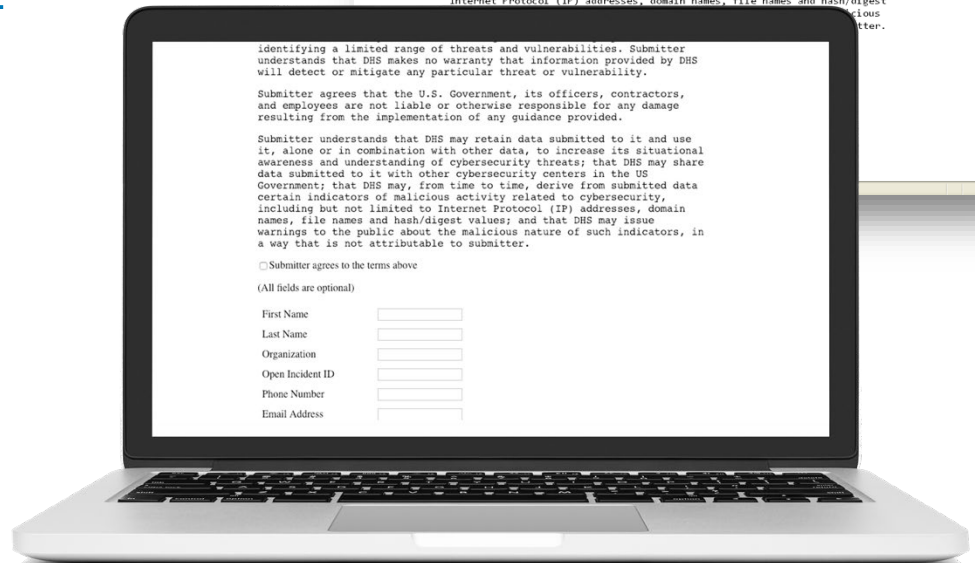 Internet Protocol (IP) addresses, domain names, file names and hash/digest
identifying a limited range of threats and vulnerabilities. Submitter
understands that DHS makes no warranty that information provided by DHS
will detect or mitigate any particular threat or vulnerability.
Submitter agrees that the U.S. Government, its officers, contractors,
and employees are not liable or otherwise responsible for any damage
resulting from the implementation of any guidance provided.
Submitter understands that DHS may retain data submitted to it and use
it, alone or in combination with other data, to increase its situational
awareness and understanding of cybersecurity threats; that DHS may share
data submitted to it with other cybersecurity centers in the US
Government; that DHS may, from time to time, derive from submitted data
certain indicators of malicious activity related to cybersecurity,
including but not limited to Internet Protocol (IP) addresses, domain
names, file names and hash/digest values; and that DHS may issue
warnings to the public about the malicious nature of such indicators, in
a way that is not attributable to submitter.
Submitter agrees to the terms above
(All fields are optional)
First Name
Last Name
Organization
Open Incident ID
Phone Number
Email Address